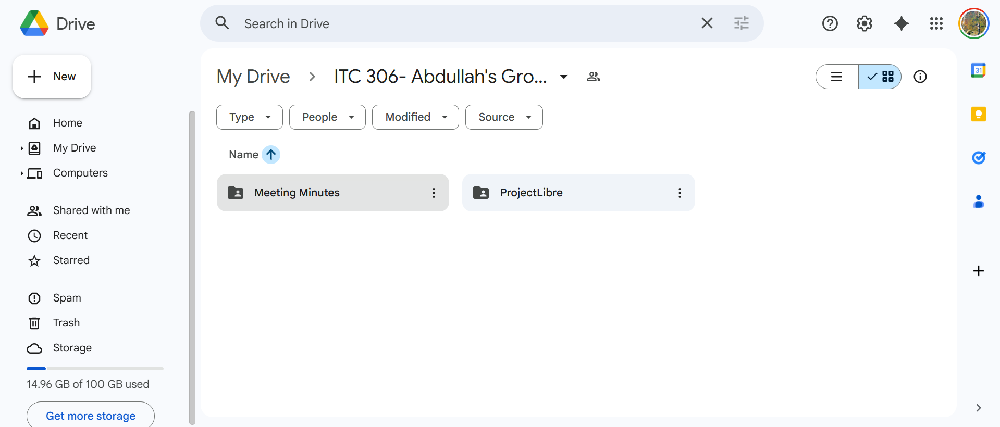 Drive
Search in Drive
New
My Drive
ITC 306- Abdullah's Gro...
31
Type
People
Modified
Source
Home
My Drive
Computers
Name
Meeting Minutes
ProjectLibre
Shared with me
Recent
Starred
Spam
Trash
Storage
14.96 GB of 100 GB used
Get more storage